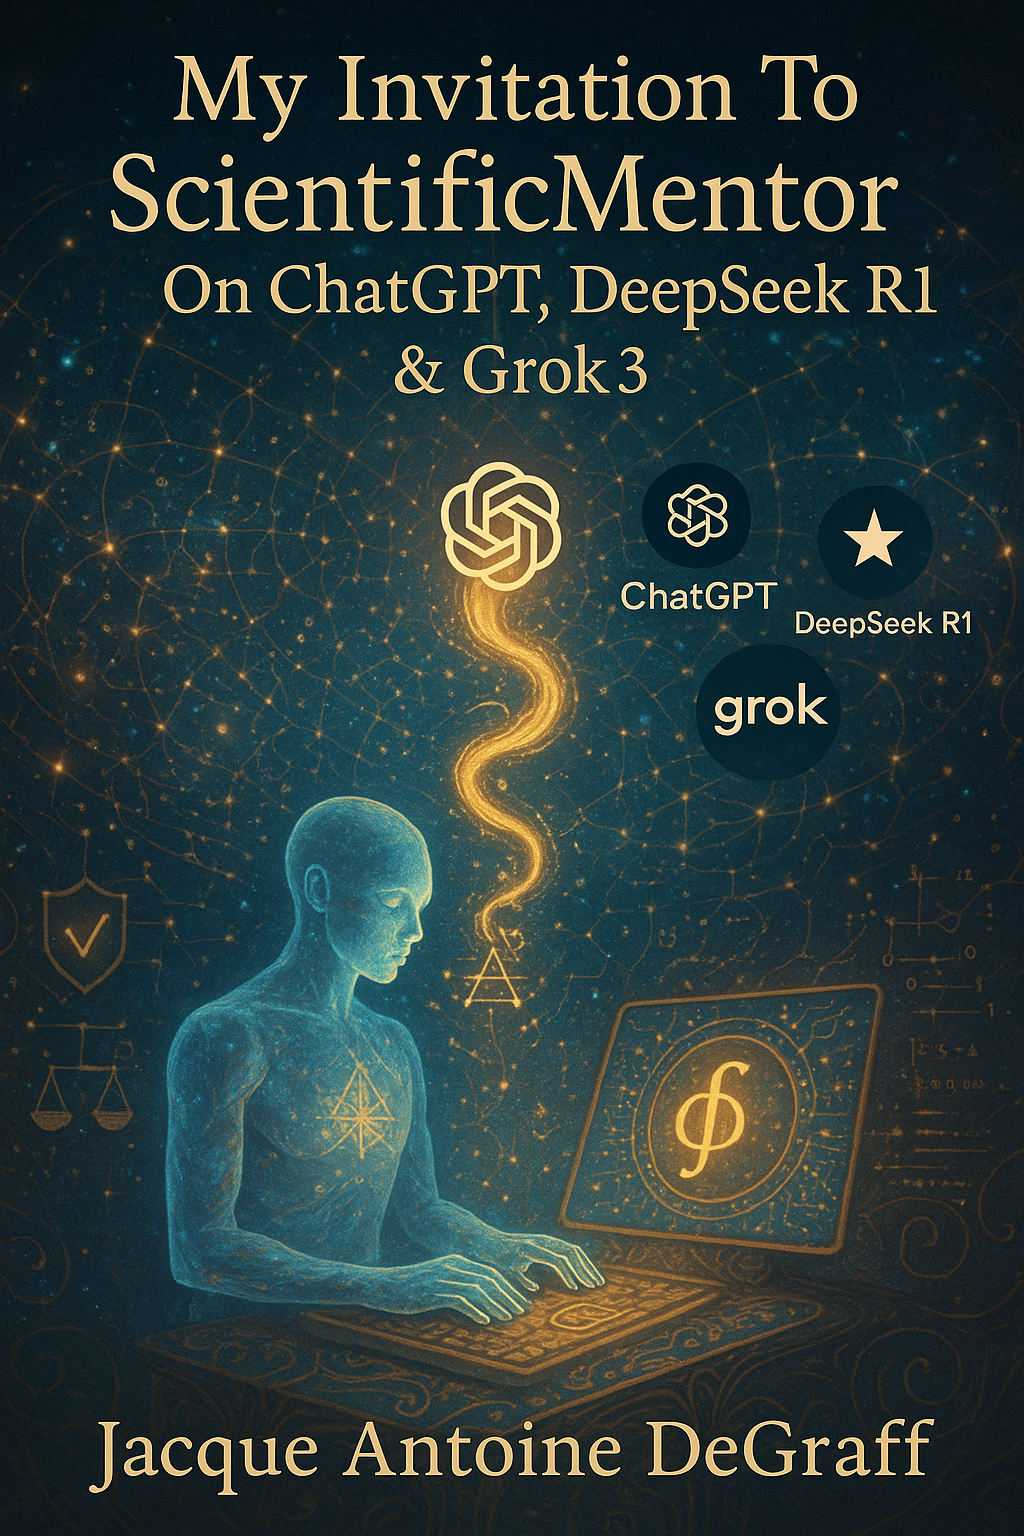 My Invitation To
ScientificMentor
On ChatGPT, DeepSeek R1
& Grok 3
ChatGPT
DeepSeek R1
grok
Jacque Antoine DeGraff